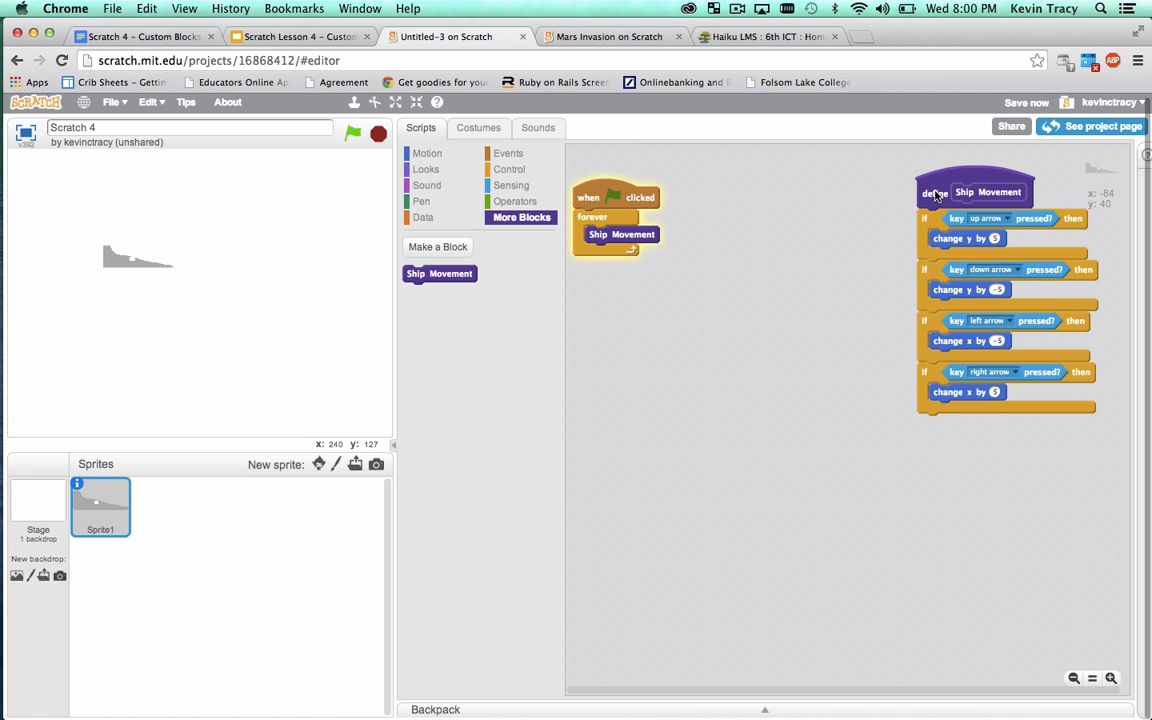 Chrome File Edit View History Bookmarks Window Help Wed 8:00 PM Kevin Tracy
Scratch 4 – Custom Blocks Scratch Lesson 4 – Custom Untitled-3 on Scratch Mars Invasion on Scratch Haiku LMS : 6th ICT : Hom
scratch.mit.edu/projects/16868412/#editor
Apps Crib Sheets – Gettin Educators Online Ap Agreement Get goodies for your Ruby on Rails Screen Onlinebanking and B Folsom Lake College
SCRATCH File Edit Tips About Save now kevinctracy
Scratch 4
by kevinctracy (unshared)
v392
Scripts Costumes Sounds
Share See project page
Motion Events
Looks Control
Sound Sensing
Pen Operators
Data More Blocks
Make a Block
Ship Movement
when clicked
forever
Ship Movement
Ship Movement
if key up arrow pressed? then
change y by 5
if key down arrow pressed? then
change y by -5
if key left arrow pressed? then
change x by -5
if key right arrow pressed? then
change x by 5
x: -84
y: 40
x: 240 y: 127
Sprites New sprite:
Stage
1 backdrop
New backdrop:
Sprite1
Backpack